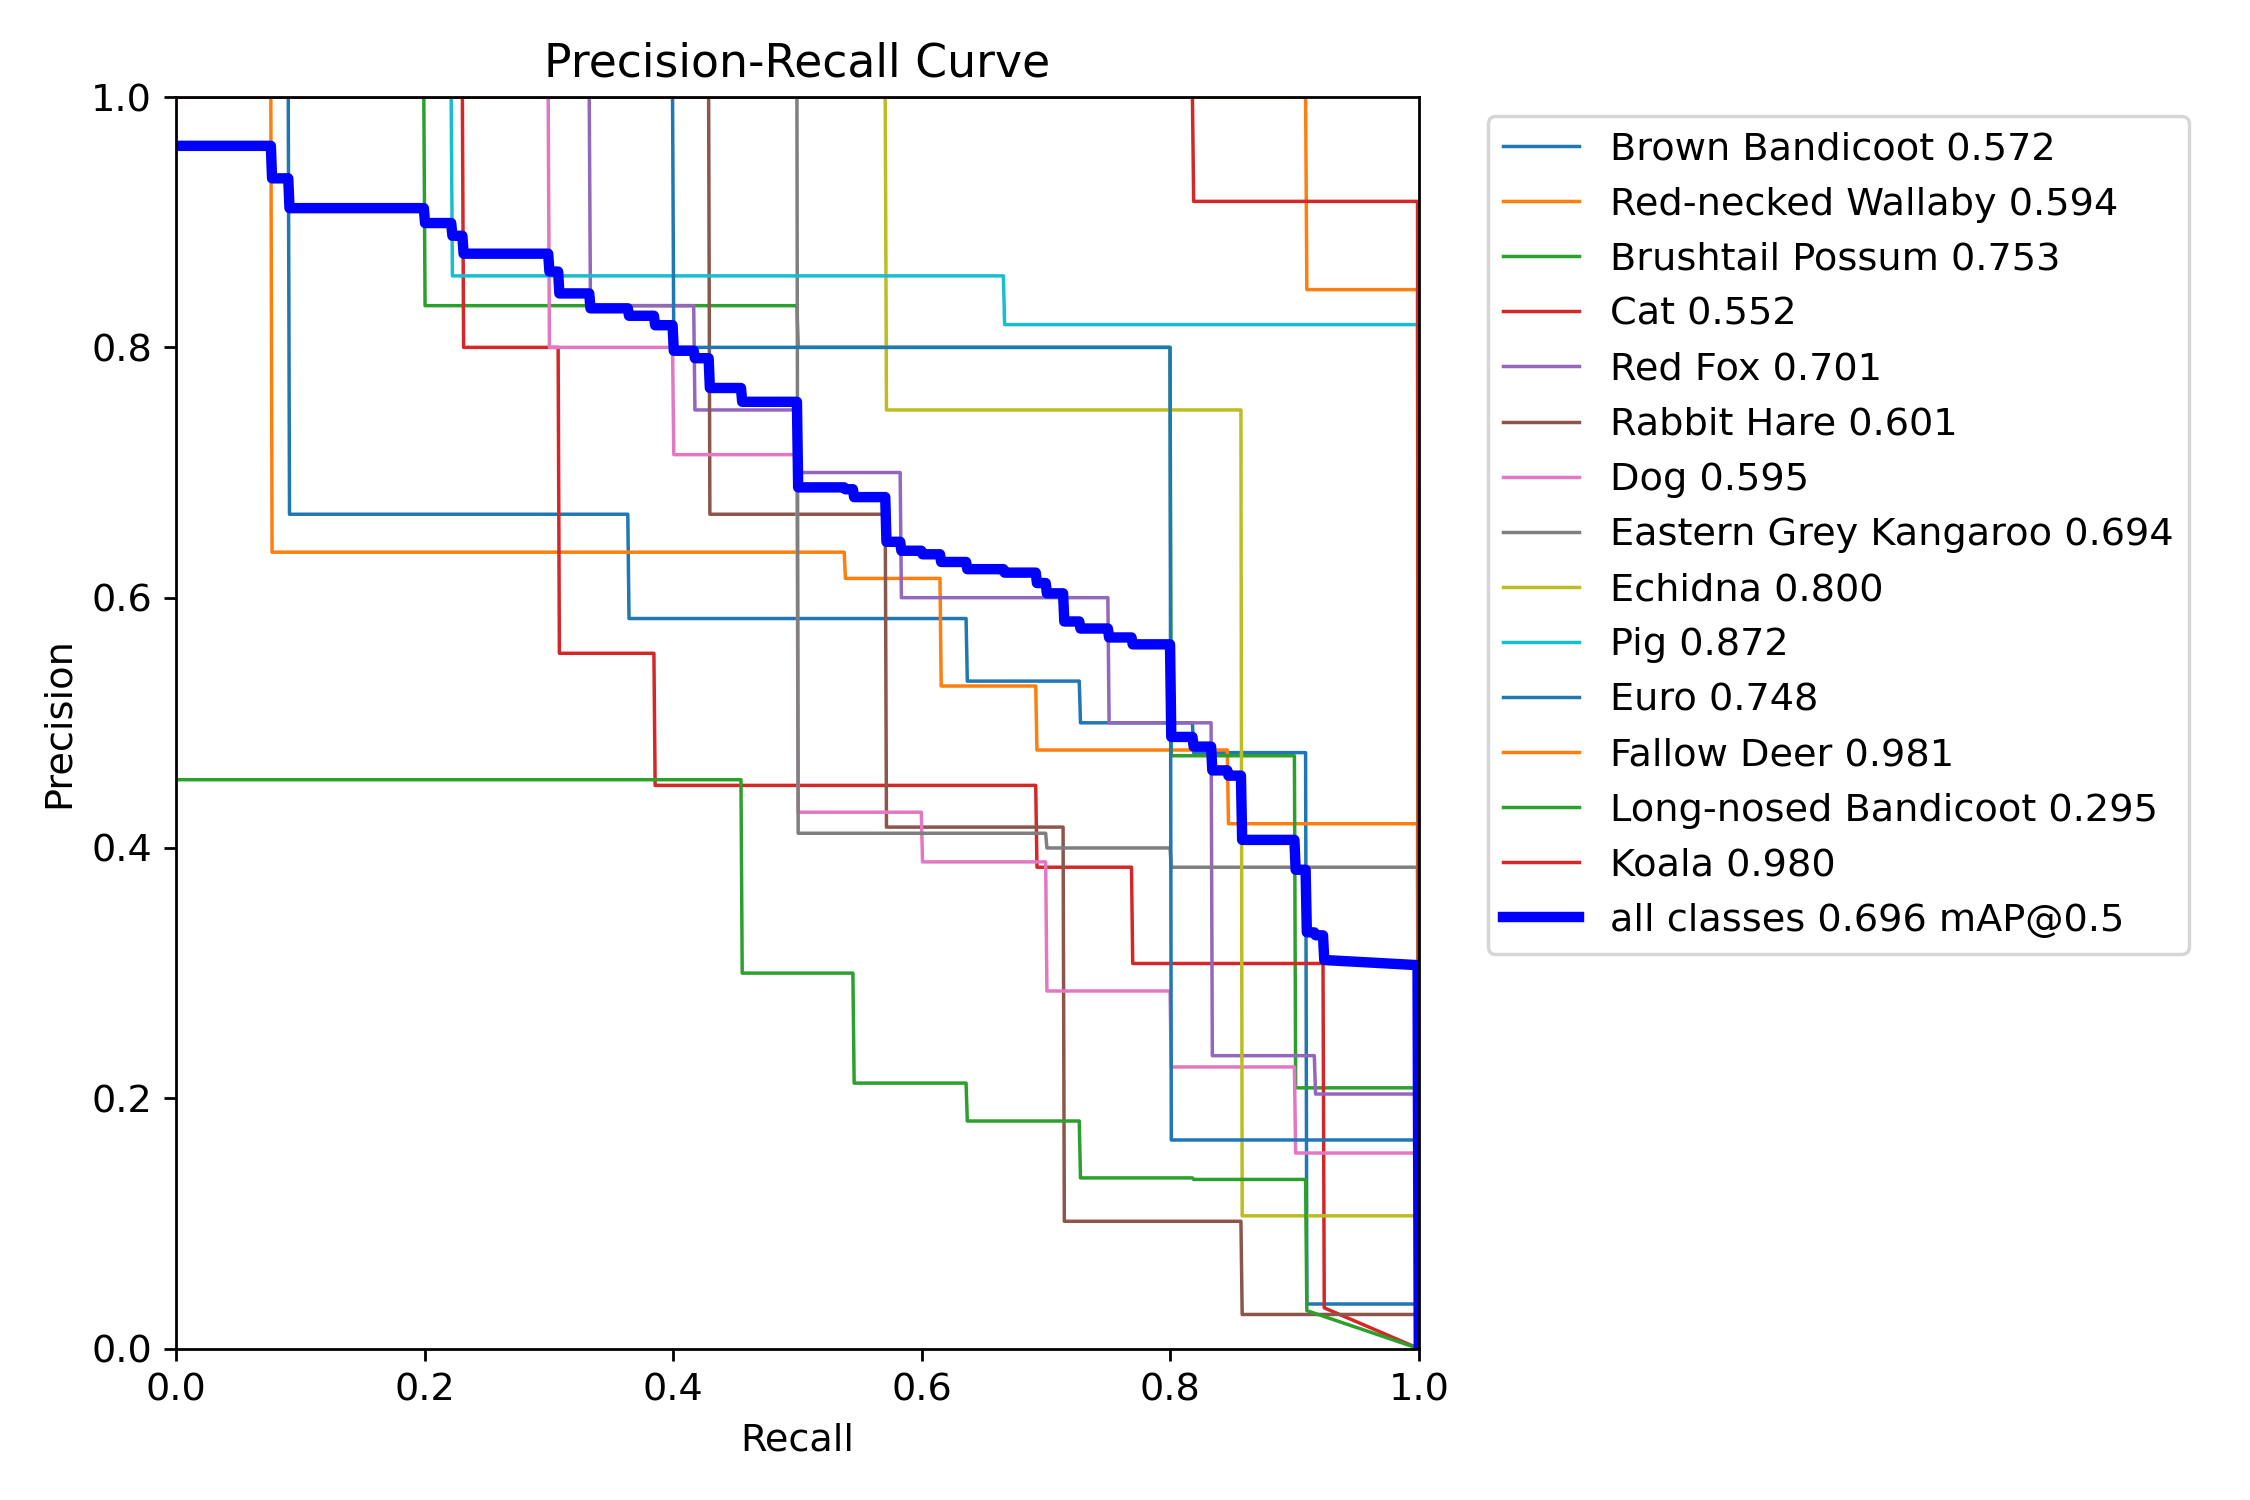 Precision-Recall Curve
1.0
0.8
0.6
0.4
0.2
0.0
Precision
0.0 0.2 0.4 0.6 0.8 1.0
Recall
Brown Bandicoot 0.572
Red-necked Wallaby 0.594
Brushtail Possum 0.753
Cat 0.552
Red Fox 0.701
Rabbit Hare 0.601
Dog 0.595
Eastern Grey Kangaroo 0.694
Echidna 0.800
Pig 0.872
Euro 0.748
Fallow Deer 0.981
Long-nosed Bandicoot 0.295
Koala 0.980
all classes 0.696 mAP@0.5